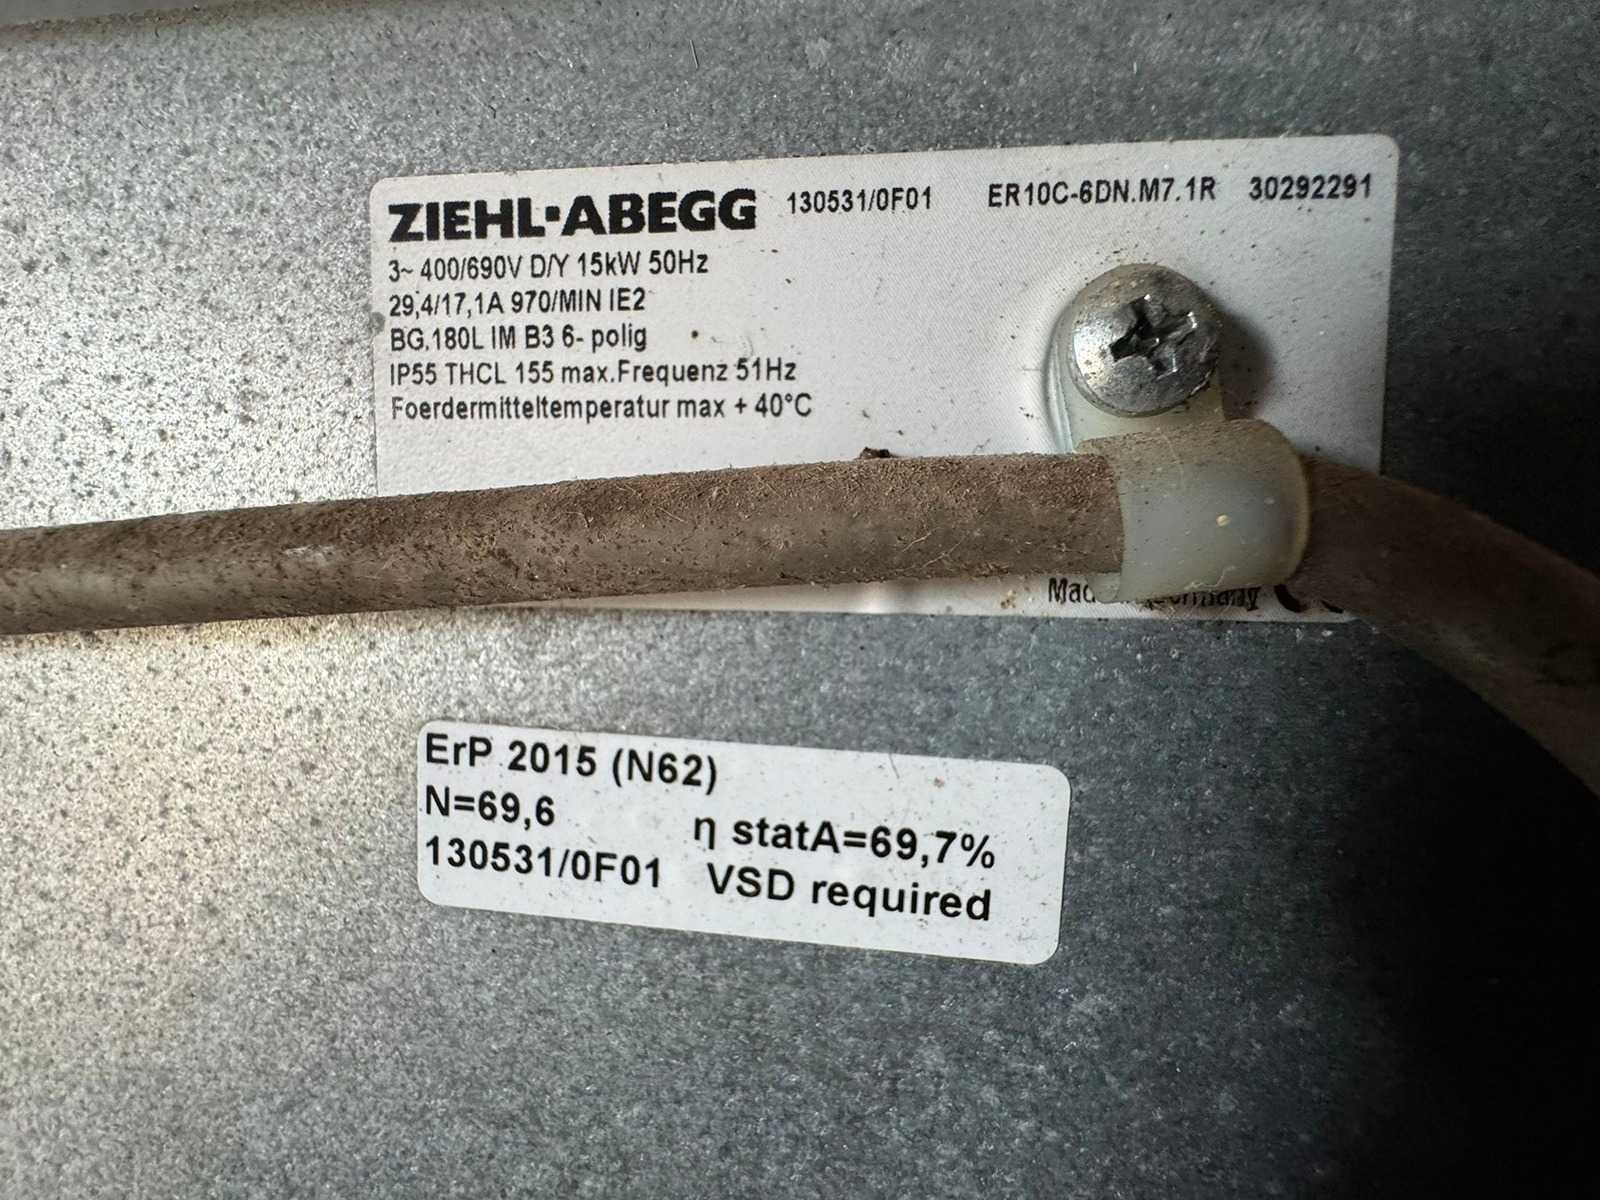 ZIEHL-ABEGG 130531/0F01 ER10C-6DN.M7.1R 30292291
3~ 400/690V D/Y 15kW 50Hz
29,4/17,1A 970/MIN IE2
BG.180L IM B3 6- polig
IP55 THCL 155 max.Frequenz 51Hz
Foerdermitteltemperatur max + 40°C
ErP 2015 (N62)
N=69,6 η statA=69,7%
130531/0F01 VSD required